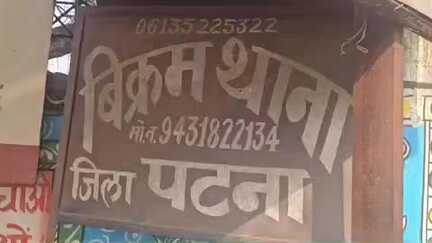 06135225322
बिक्रम थाना
मो.न. 9431822134
जिला पटना
चाओ
ओं